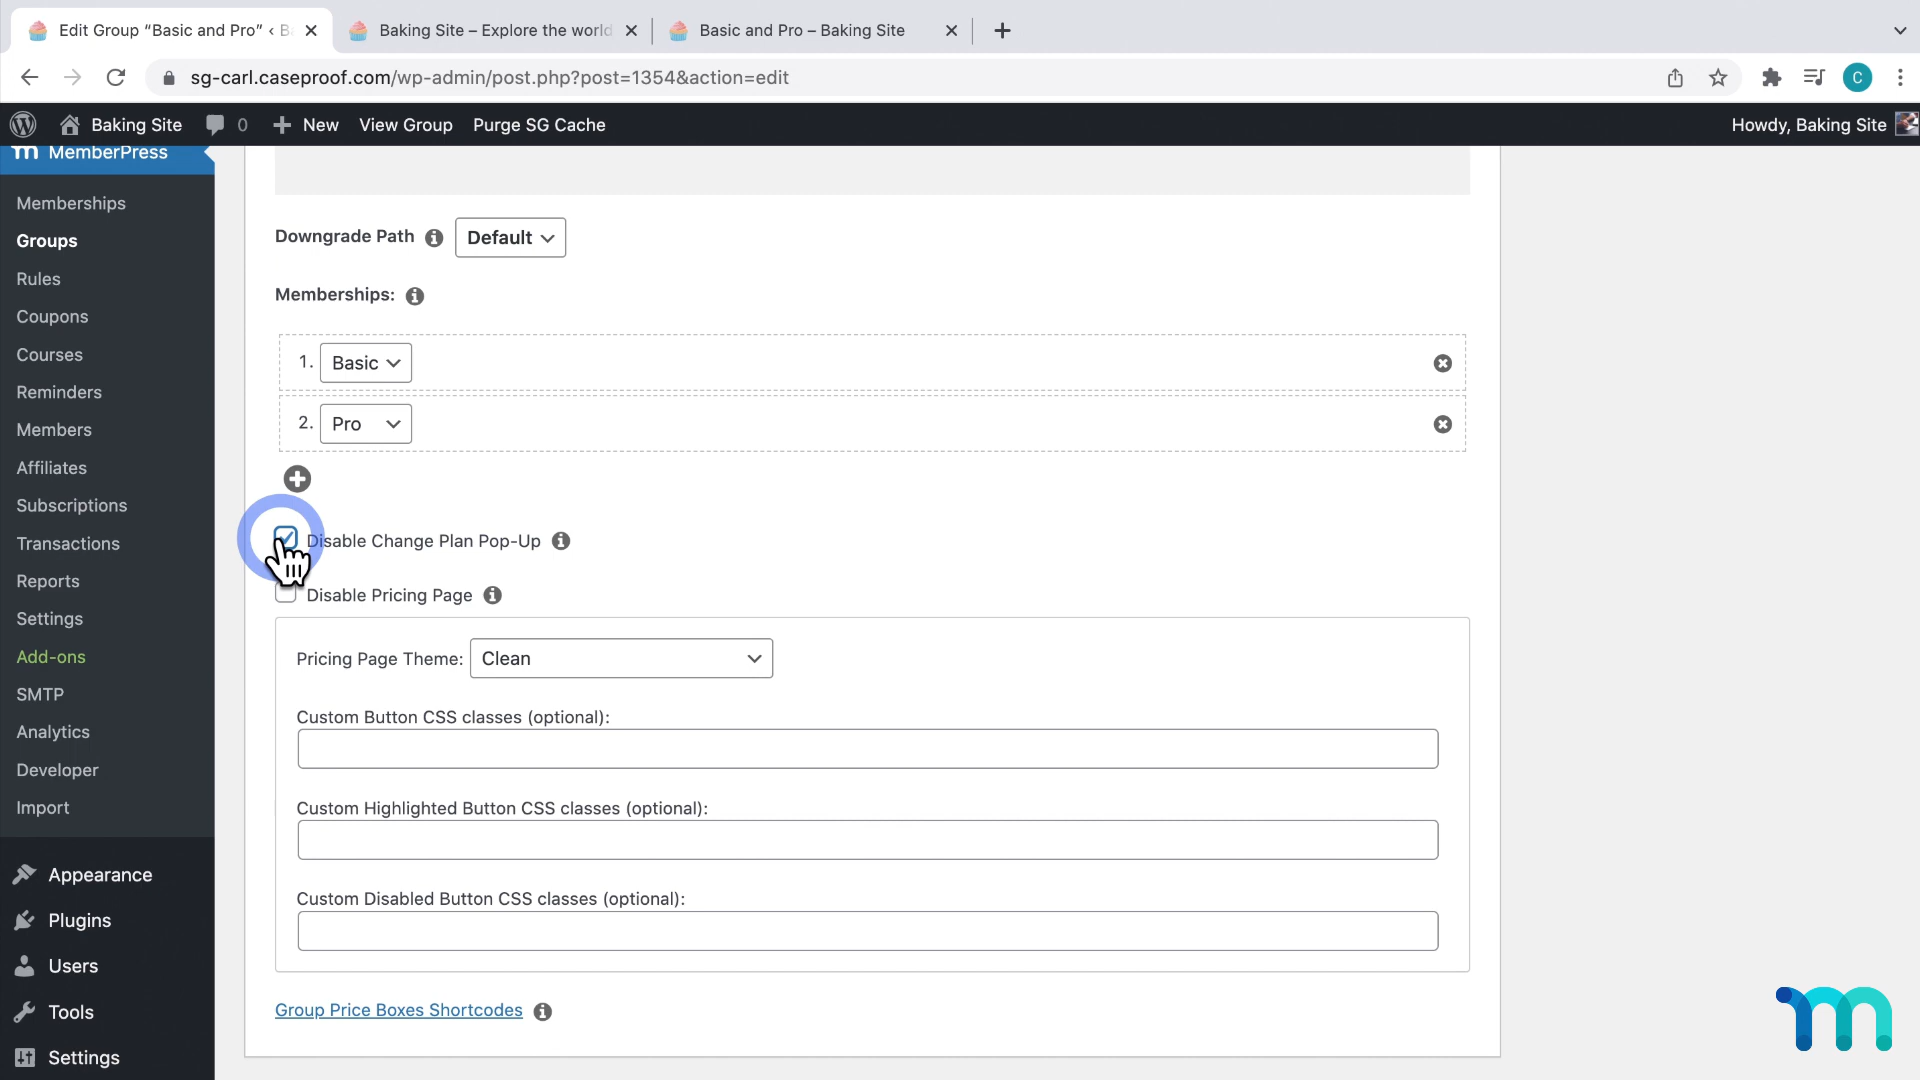 Edit Group “Basic and Pro” ‹ B
Baking Site – Explore the world
Basic and Pro – Baking Site
sg-carl.caseproof.com/wp-admin/post.php?post=1354&action=edit
C
Baking Site
0
New
View Group
Purge SG Cache
Howdy, Baking Site
MemberPress
Memberships
Groups
Rules
Coupons
Courses
Reminders
Members
Affiliates
Subscriptions
Transactions
Reports
Settings
Add-ons
SMTP
Analytics
Developer
Import
Appearance
Plugins
Users
Tools
Settings
Downgrade Path
Default
Memberships:
1. Basic
2. Pro
Disable Change Plan Pop-Up
Disable Pricing Page
Pricing Page Theme: Clean
Custom Button CSS classes (optional):
Custom Highlighted Button CSS classes (optional):
Custom Disabled Button CSS classes (optional):
Group Price Boxes Shortcodes